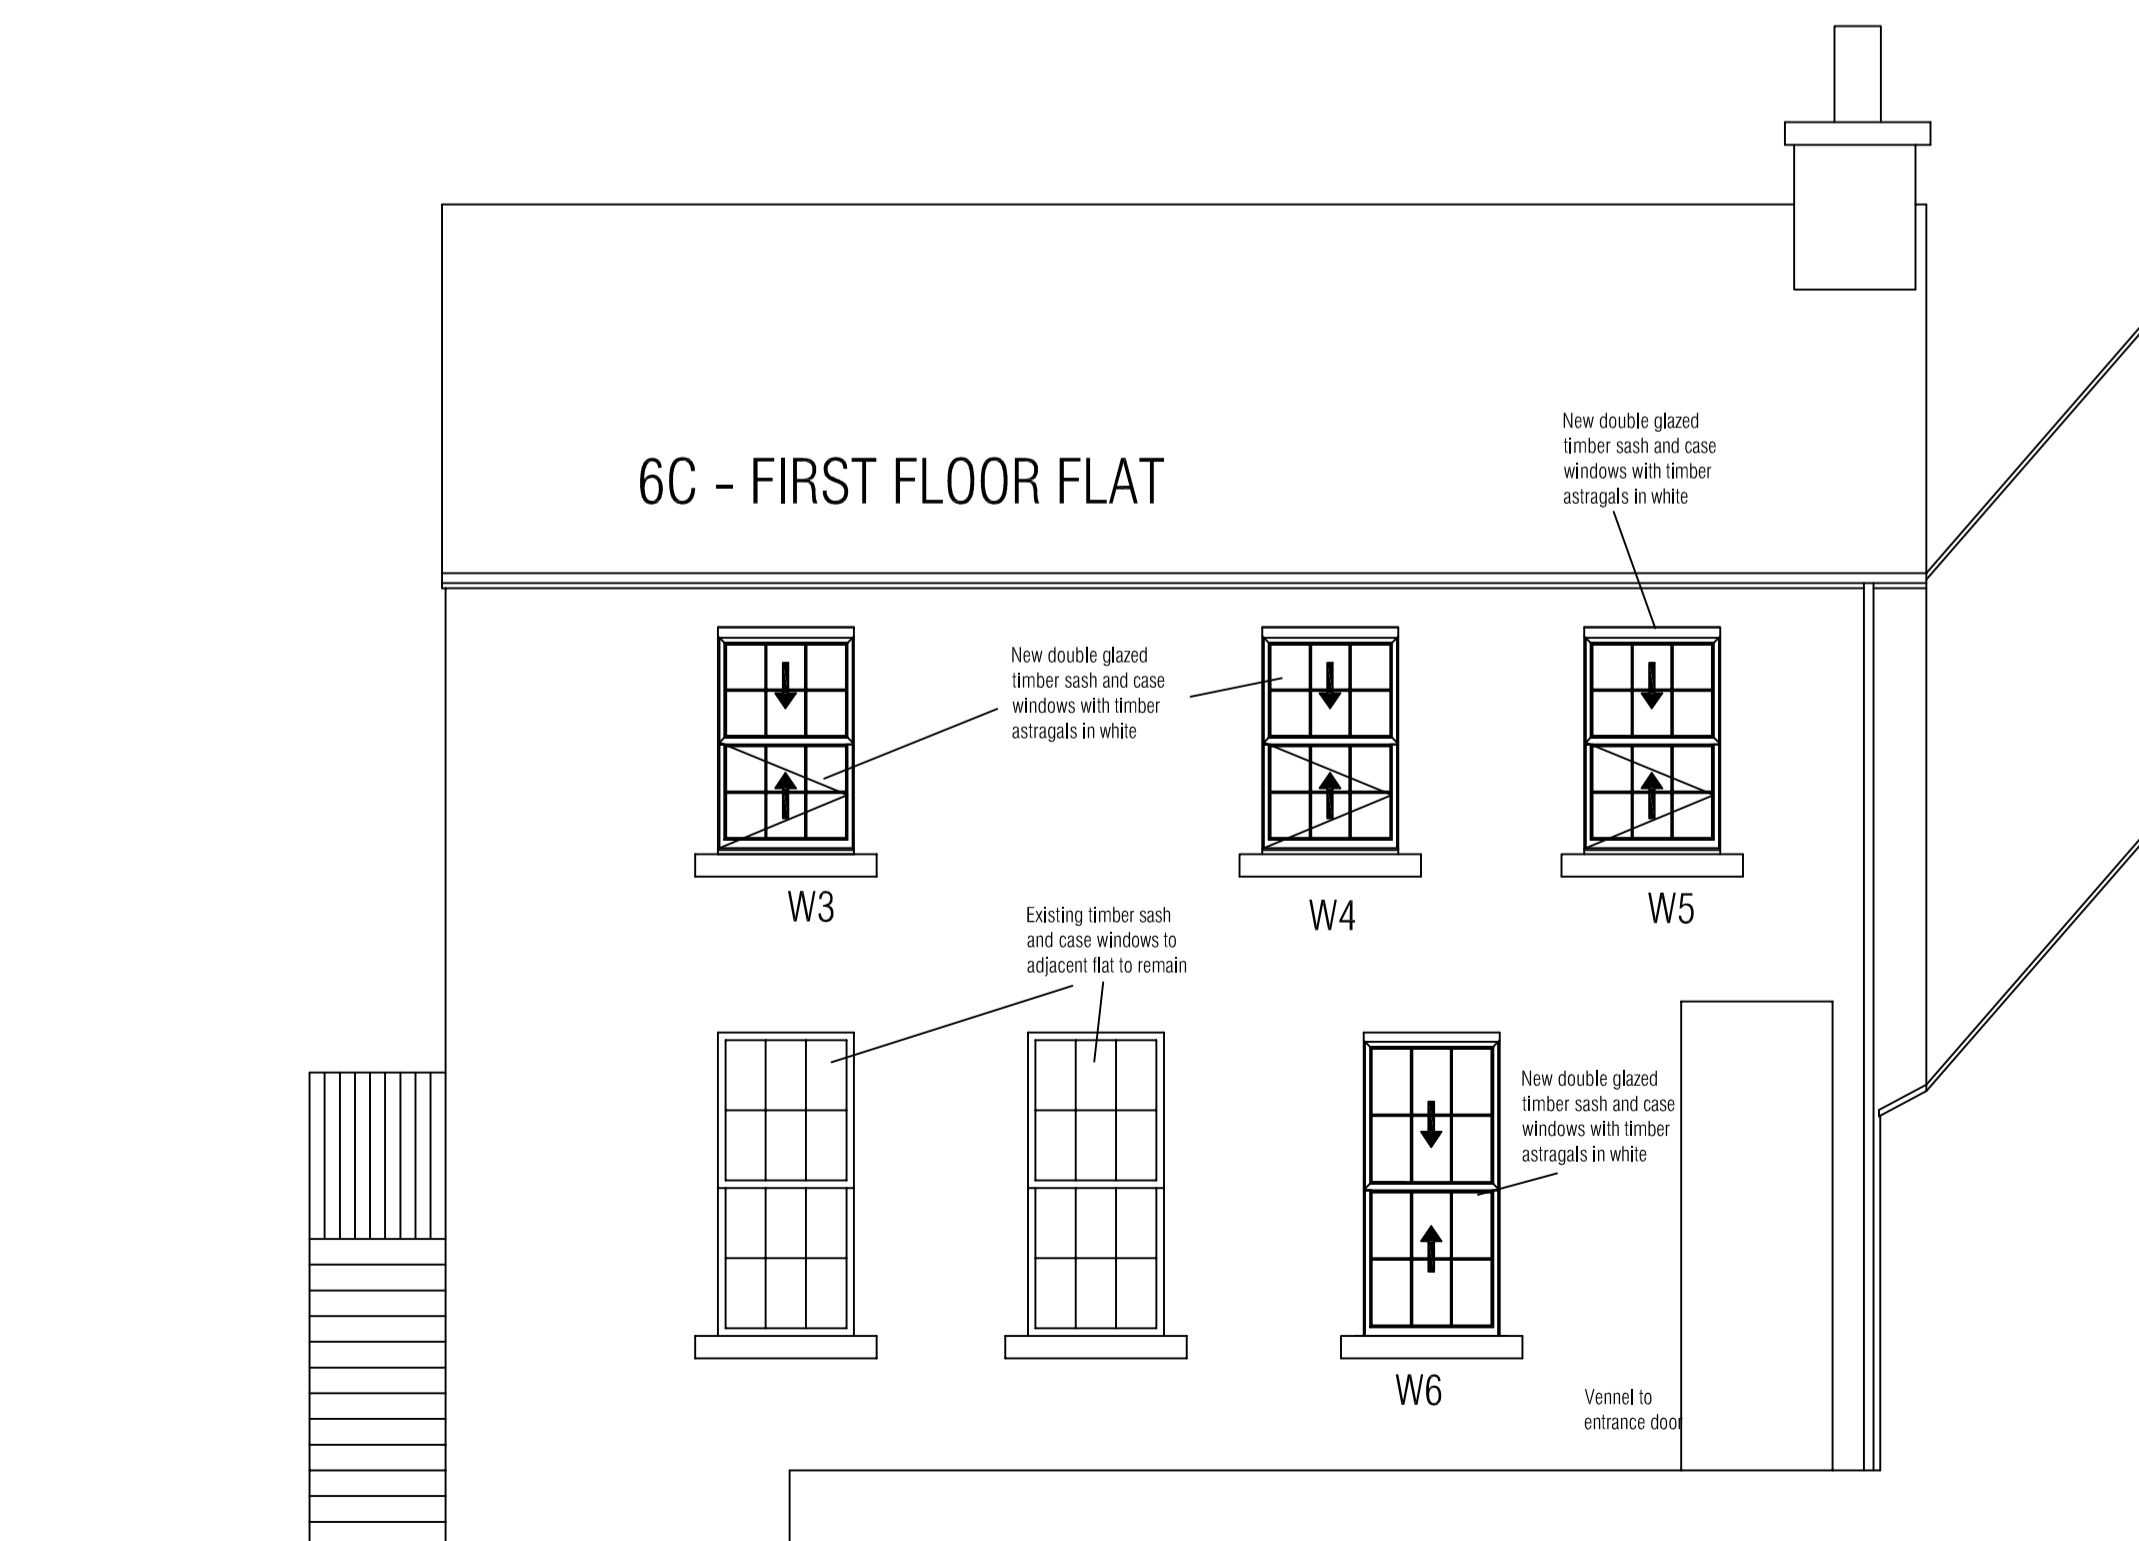 New double glazed
timber sash and case
windows with timber
astragals in white
6C - FIRST FLOOR FLAT
New double glazed
timber sash and case
windows with timber
astragals in white
W3
W4
W5
Existing timber sash
and case windows to
adjacent flat to remain
New double glazed
timber sash and case
windows with timber
astragals in white
W6
Vennel to
entrance door